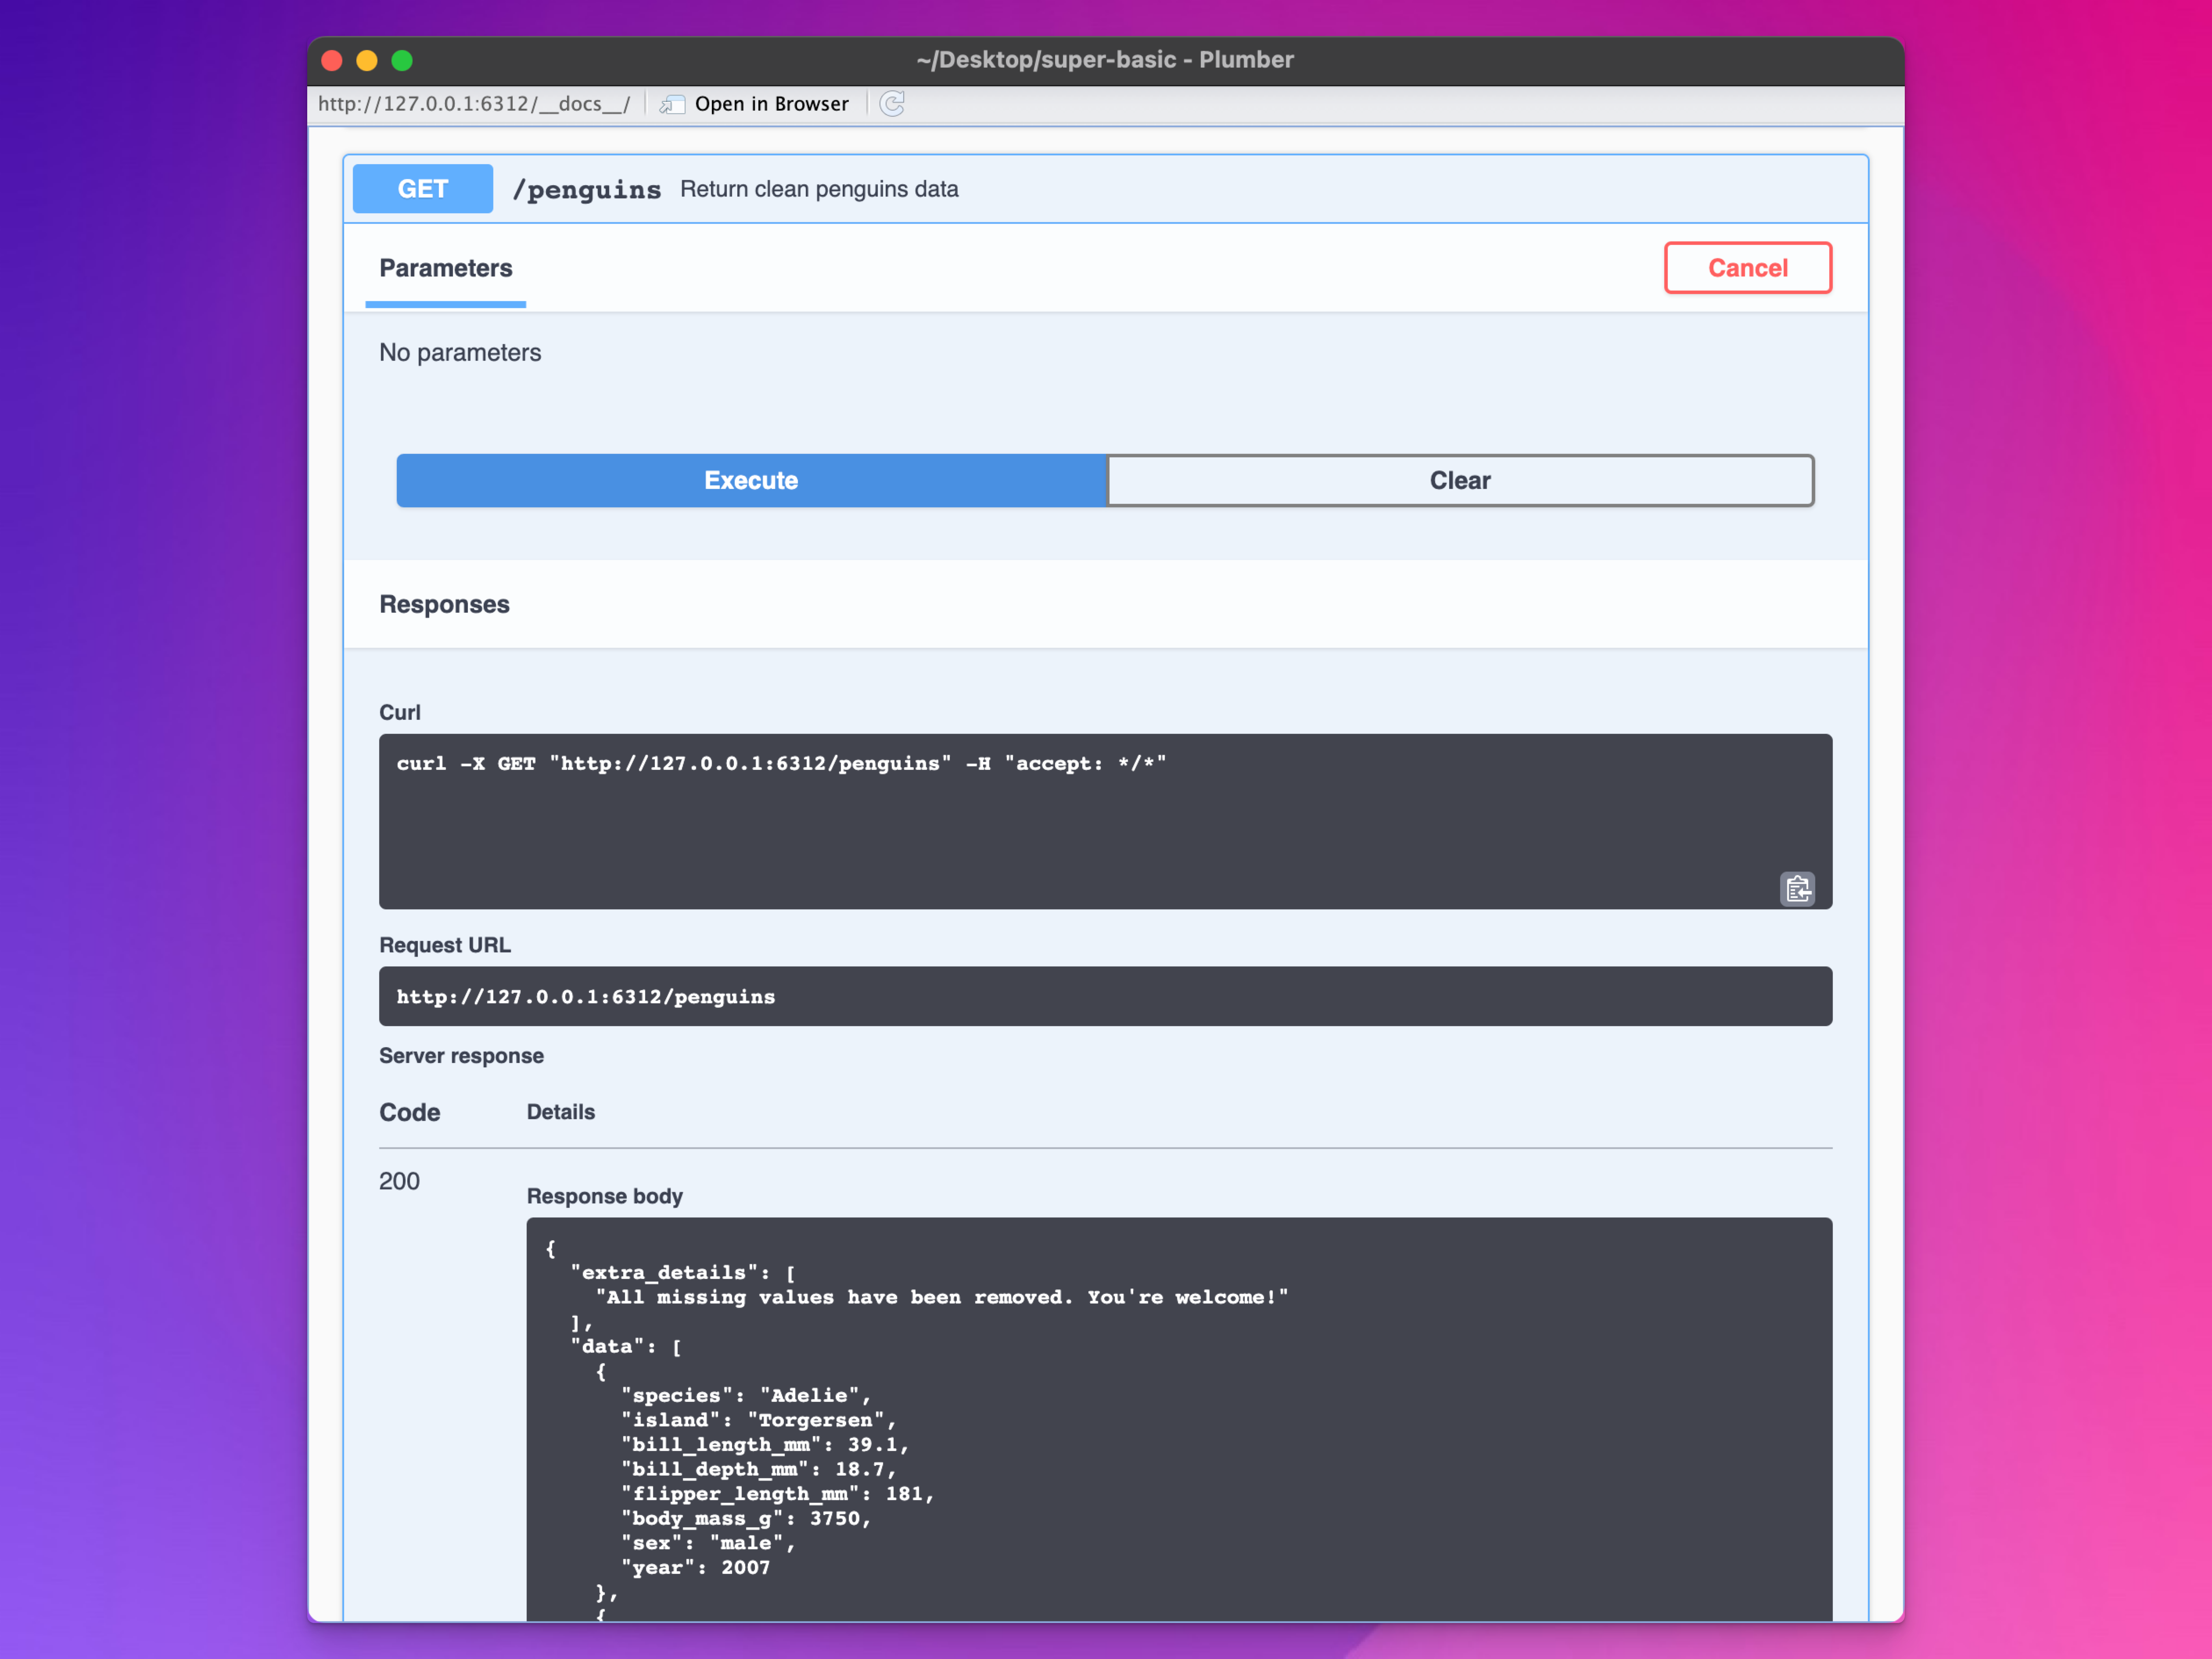 ~/Desktop/super-basic - Plumber
http://127.0.0.1:6312/__docs__/ Open in Browser
GET /penguins Return clean penguins data
Parameters Cancel
No parameters
Execute Clear
Responses
Curl
curl -X GET "http://127.0.0.1:6312/penguins" -H "accept: */*"
Request URL
http://127.0.0.1:6312/penguins
Server response
Code Details
200
Response body
{
  "extra_details": [
    "All missing values have been removed. You're welcome!"
  ],
  "data": [
    {
      "species": "Adelie",
      "island": "Torgersen",
      "bill_length_mm": 39.1,
      "bill_depth_mm": 18.7,
      "flipper_length_mm": 181,
      "body_mass_g": 3750,
      "sex": "male",
      "year": 2007
    },
    {